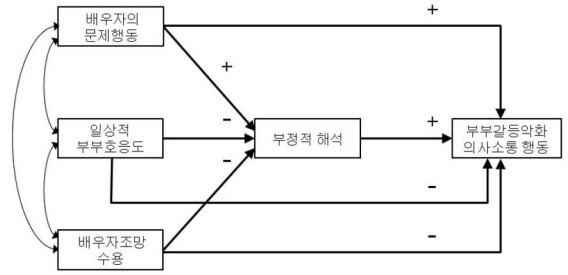 배우자의
문제행동
+
+
일상적
부부호응도
-
-
부정적 해석
+
부부갈등악화
의사소통 행동
-
배우자조망
수용
-